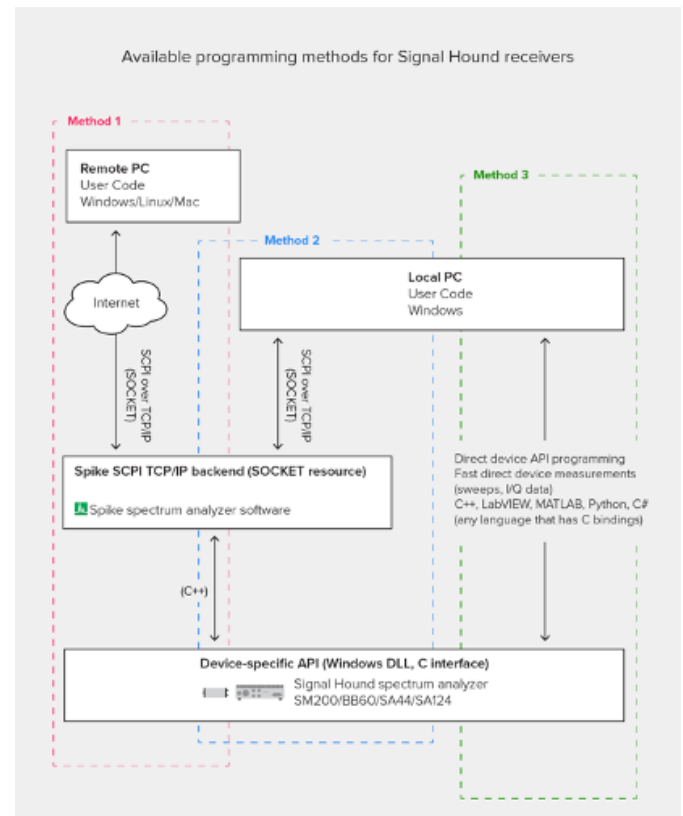 Available programming methods for Signal Hound receivers
Method 1
Remote PC
User Code
Windows/Linux/Mac
Method 3
Method 2
Local PC
User Code
Windows
Internet
SCPI over TCP/IP
(SOCKET)
SCPI over TCP/IP
(SOCKET)
Direct device API programming
Fast direct device measurements
(sweeps, I/Q data)
C++, LabVIEW, MATLAB, Python, C#
(any language that has C bindings)
Spike SCPI TCP/IP backend (SOCKET resource)
Spike spectrum analyzer software
(C++)
Device-specific API (Windows DLL, C interface)
Signal Hound spectrum analyzer
SM200/BB60/SA44/SA124